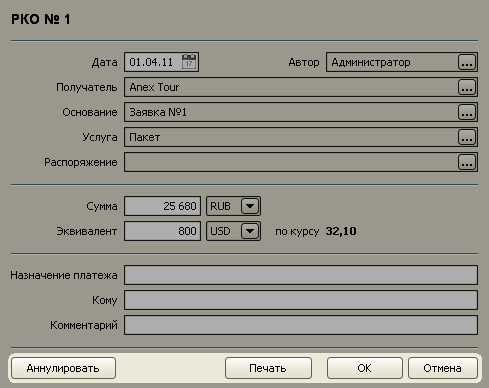 РКО № 1
Дата 01.04.11 17 Автор Администратор ...
Получатель Anex Tour ...
Основание Заявка №1 ...
Услуга Пакет ...
Распоряжение ...
Сумма 25 680 RUB
Эквивалент 800 USD по курсу 32,10
Назначение платежа
Кому
Комментарий
Аннулировать Печать OK Отмена